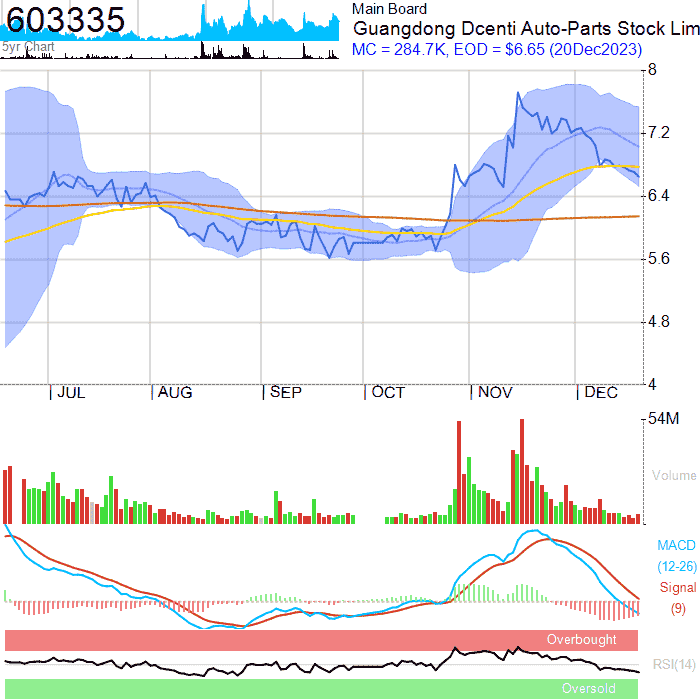 603335
5yr Chart
Main Board
Guangdong Dcenti Auto-Parts Stock Lim
MC = 284.7K, EOD = $6.65 (20Dec2023)
8
7.2
6.4
5.6
4.8
4
JUL AUG SEP OCT NOV DEC
54M
Volume
MACD
(12-26)
Signal
(9)
Overbought
RSI(14)
Oversold